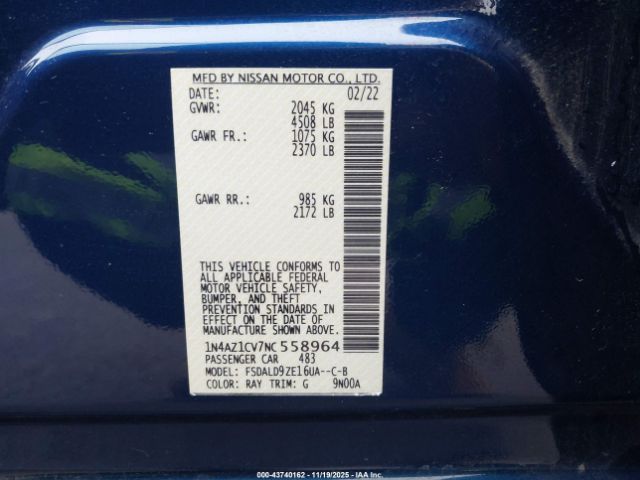 MFD BY NISSAN MOTOR CO., LTD.
DATE: 02/22
GVWR: 2045 KG
4508 LB
GAWR FR.: 1075 KG
2370 LB
GAWR RR.: 985 KG
2172 LB
THIS VEHICLE CONFORMS TO
ALL APPLICABLE FEDERAL
MOTOR VEHICLE SAFETY,
BUMPER, AND THEFT
PREVENTION STANDARDS IN
EFFECT ON THE DATE OF
MANUFACTURE SHOWN ABOVE.
1N4AZ1CV7NC558964
PASSENGER CAR 483
MODEL: FSDALD9ZE16UA--C-B
COLOR: RAY TRIM: G 9N00A
000-43740162 - 11/19/2025 - IAA Inc.